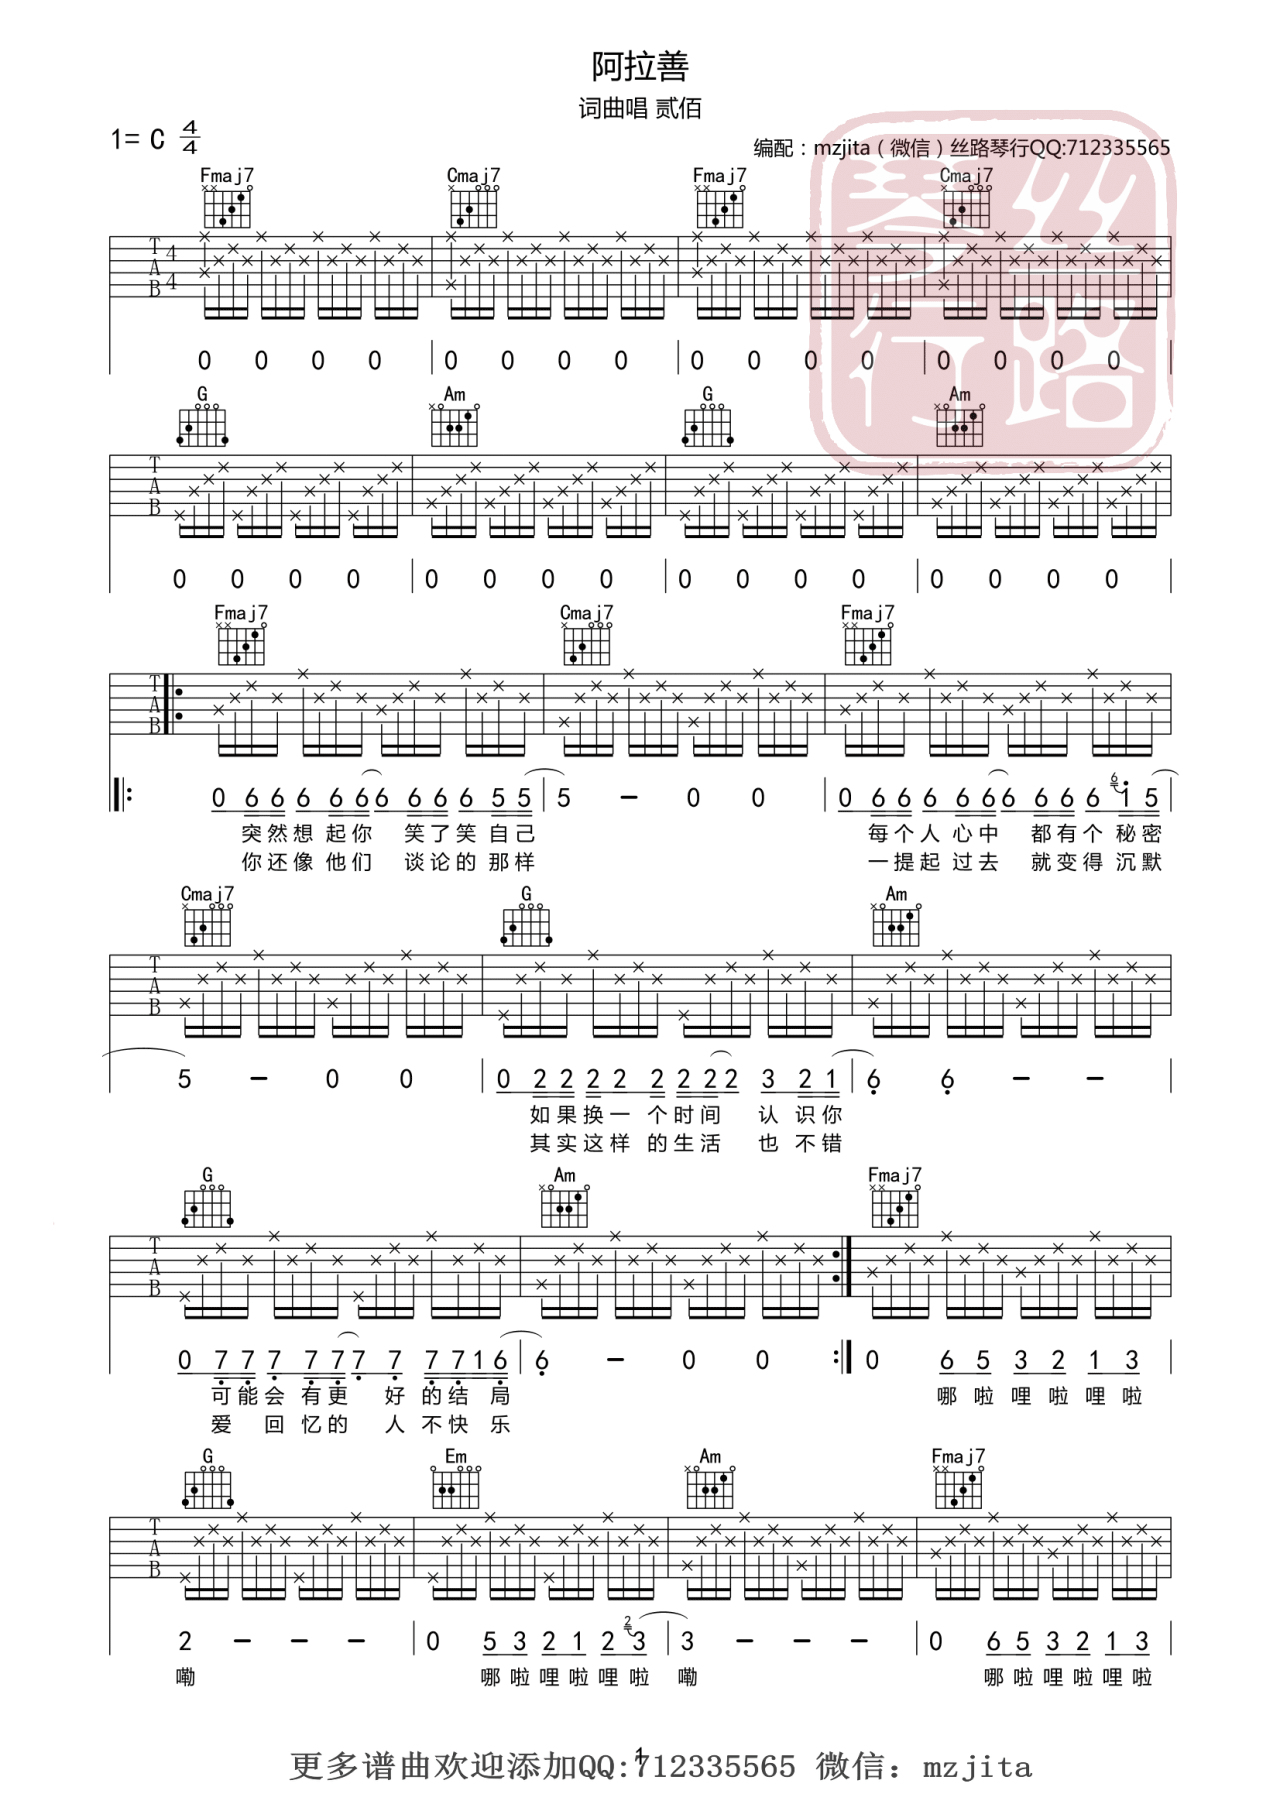 阿拉善
词曲唱 贰佰
1= C 4/4
编配：mzjita（微信）丝路琴行QQ:712335565
琴行 丝路
Fmaj7 Cmaj7 Fmaj7 Cmaj7
T A B 4 4
0 0 0 0 | 0 0 0 0 | 0 0 0 0 | 0 0 0 0 |
G Am G Am
T A B
0 0 0 0 | 0 0 0 0 | 0 0 0 0 | 0 0 0 0 |
Fmaj7 Cmaj7 Fmaj7
T A B
0 6 6 6 6 6 6 6 6 6 5 5 | 5 – 0 0 | 0 6 6 6 6 6 6 6 6 6 6 1 5 |
突然想 起你 笑了笑 自己 每个人 心中 都有个 秘密
你还像 他们 谈论的 那样 一提起 过去 就变得 沉默
Cmaj7 G Am
T A B
5 – 0 0 | 0 2 2 2 2 2 2 2 2 3 2 1 | 6 6 – – |
如果换一 个时间 认 识你
其实这样 的生活 也 不错
G Am Fmaj7
T A B
0 7 7 7 7 7 7 7 7 7 1 6 | 6 – 0 0 | 0 6 5 3 2 1 3 |
可能会 有更 好 的结 局 哪 啦 哩 啦 哩 啦
爱 回 忆的 人 不快 乐
G Em Am Fmaj7
T A B
2 – – – | 0 5 3 2 1 2 2 3 | 3 – – – | 0 6 5 3 2 1 3 |
嘞 哪 啦 哩 啦 哩 啦 嘞 哪 啦 哩 啦 哩 啦
1
更多谱曲欢迎添加QQ:712335565 微信：mzjita